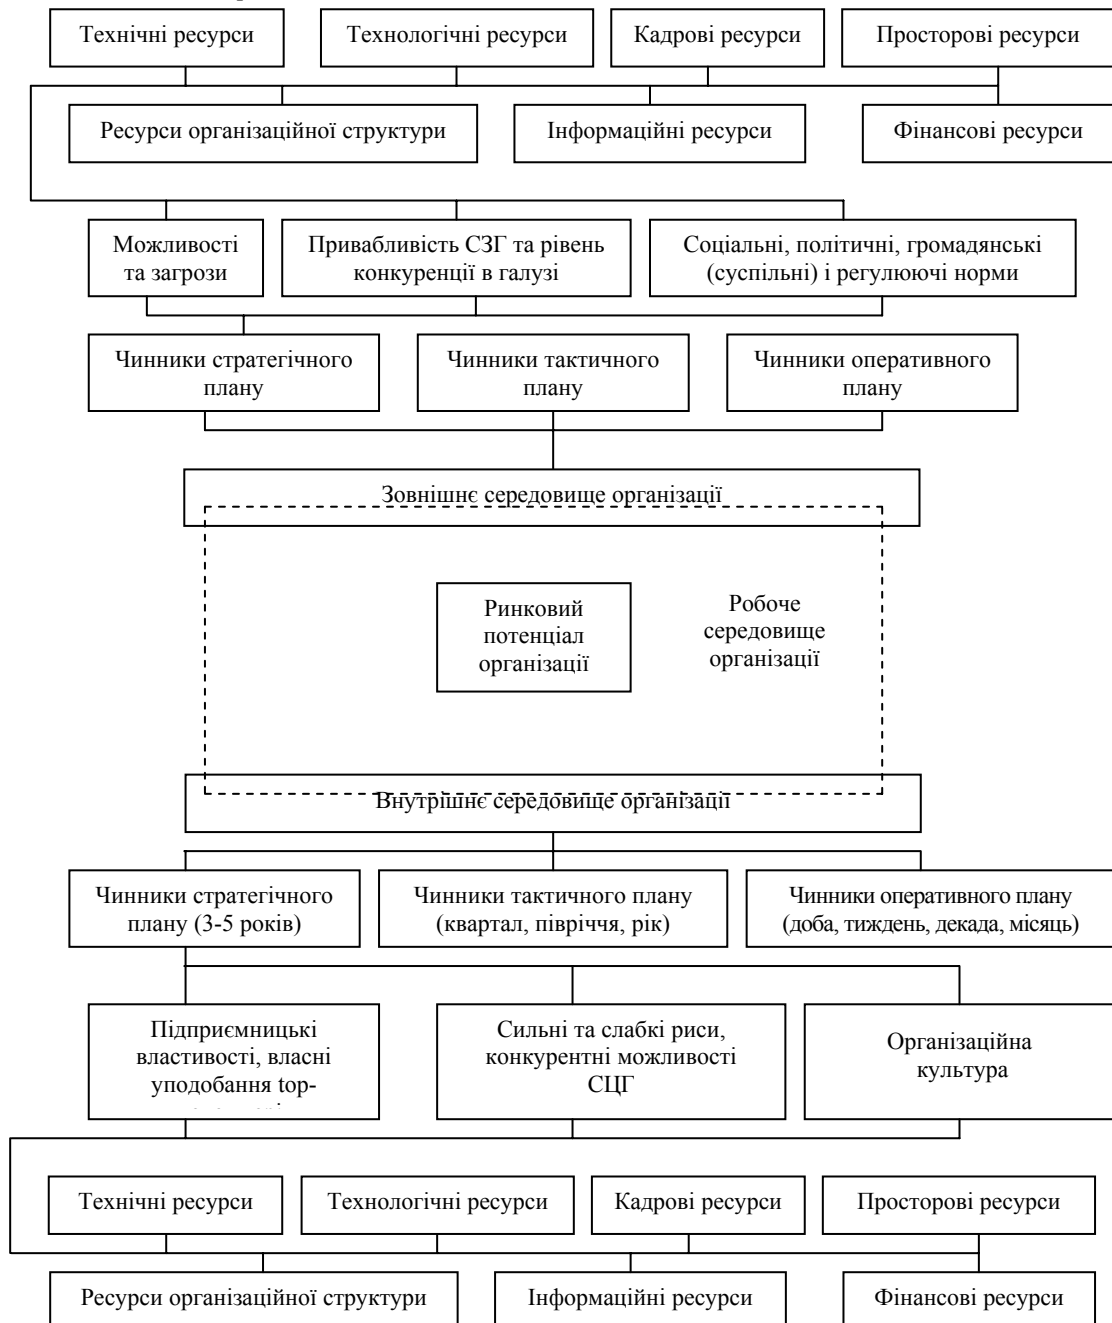 Технічні ресурси
Технологічні ресурси
Кадрові ресурси
Просторові ресурси
Ресурси організаційної структури
Інформаційні ресурси
Фінансові ресурси
Можливості
та загрози
Привабливість СЗГ та рівень
конкуренції в галузі
Соціальні, політичні, громадянські
(суспільні) і регулюючі норми
Чинники стратегічного
плану
Чинники тактичного
плану
Чинники оперативного
плану
Зовнішнє середовище організації
Ринковий
потенціал
організації
Робоче
середовище
організації
Внутрішнє середовище організації
Чинники стратегічного
плану (3-5 років)
Чинники тактичного плану
(квартал, півріччя, рік)
Чинники оперативного плану
(доба, тиждень, декада, місяць)
Підприємницькі
властивості, власні
уподобання top-
Сильні та слабкі риси,
конкурентні можливості
СЦГ
Організаційна
культура
Технічні ресурси
Технологічні ресурси
Кадрові ресурси
Просторові ресурси
Ресурси організаційної структури
Інформаційні ресурси
Фінансові ресурси